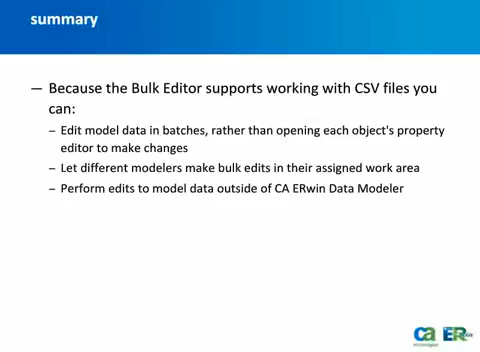 summary
— Because the Bulk Editor supports working with CSV files you
can:
– Edit model data in batches, rather than opening each object's property
editor to make changes
– Let different modelers make bulk edits in their assigned work area
– Perform edits to model data outside of CA ERwin Data Modeler
ca ER
technologies